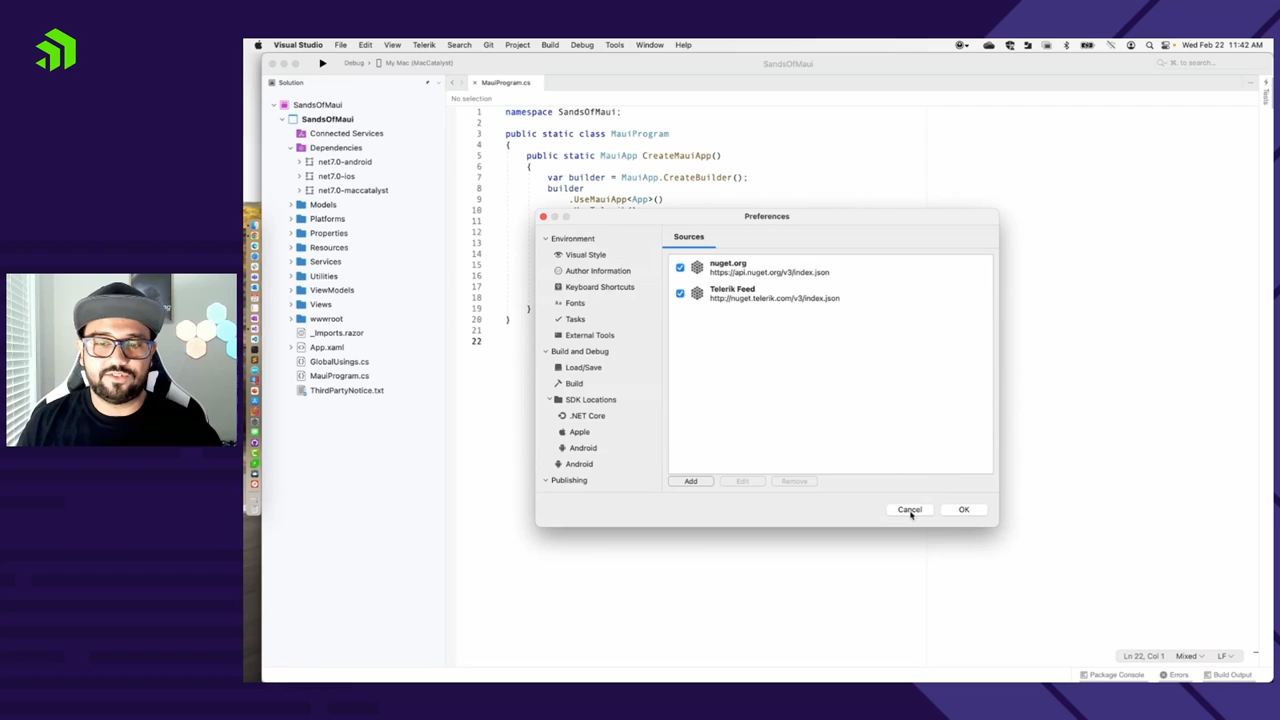 Visual Studio File Edit View Telerik Search Git Project Build Debug Tools Window Help
Wed Feb 22 11:42 AM
Debug My Mac (MacCatalyst)
SandsOfMaui
⌘. to search...
Solution
MauiProgram.cs
No selection
Tests
SandsOfMaui
SandsOfMaui
Connected Services
Dependencies
net7.0-android
net7.0-ios
net7.0-maccatalyst
Models
Platforms
Properties
Resources
Services
Utilities
ViewModels
Views
wwwroot
_Imports.razor
App.xaml
GlobalUsings.cs
MauiProgram.cs
ThirdPartyNotice.txt
1 namespace SandsOfMaui;
2
3 public static class MauiProgram
4 {
5 public static MauiApp CreateMauiApp()
6 {
7 var builder = MauiApp.CreateBuilder();
8 builder
9 .UseMauiApp<App>()
10
11
12
13
14
15
16
17
18
19 }
20 }
21
22
Preferences
Environment
Visual Style
Author Information
Keyboard Shortcuts
Fonts
Tasks
External Tools
Build and Debug
Load/Save
Build
SDK Locations
.NET Core
Apple
Android
Android
Publishing
Sources
nuget.org
https://api.nuget.org/v3/index.json
Telerik Feed
http://nuget.telerik.com/v3/index.json
Add Edit Remove
Cancel OK
Ln 22, Col 1 Mixed LF
Package Console Errors Build Output